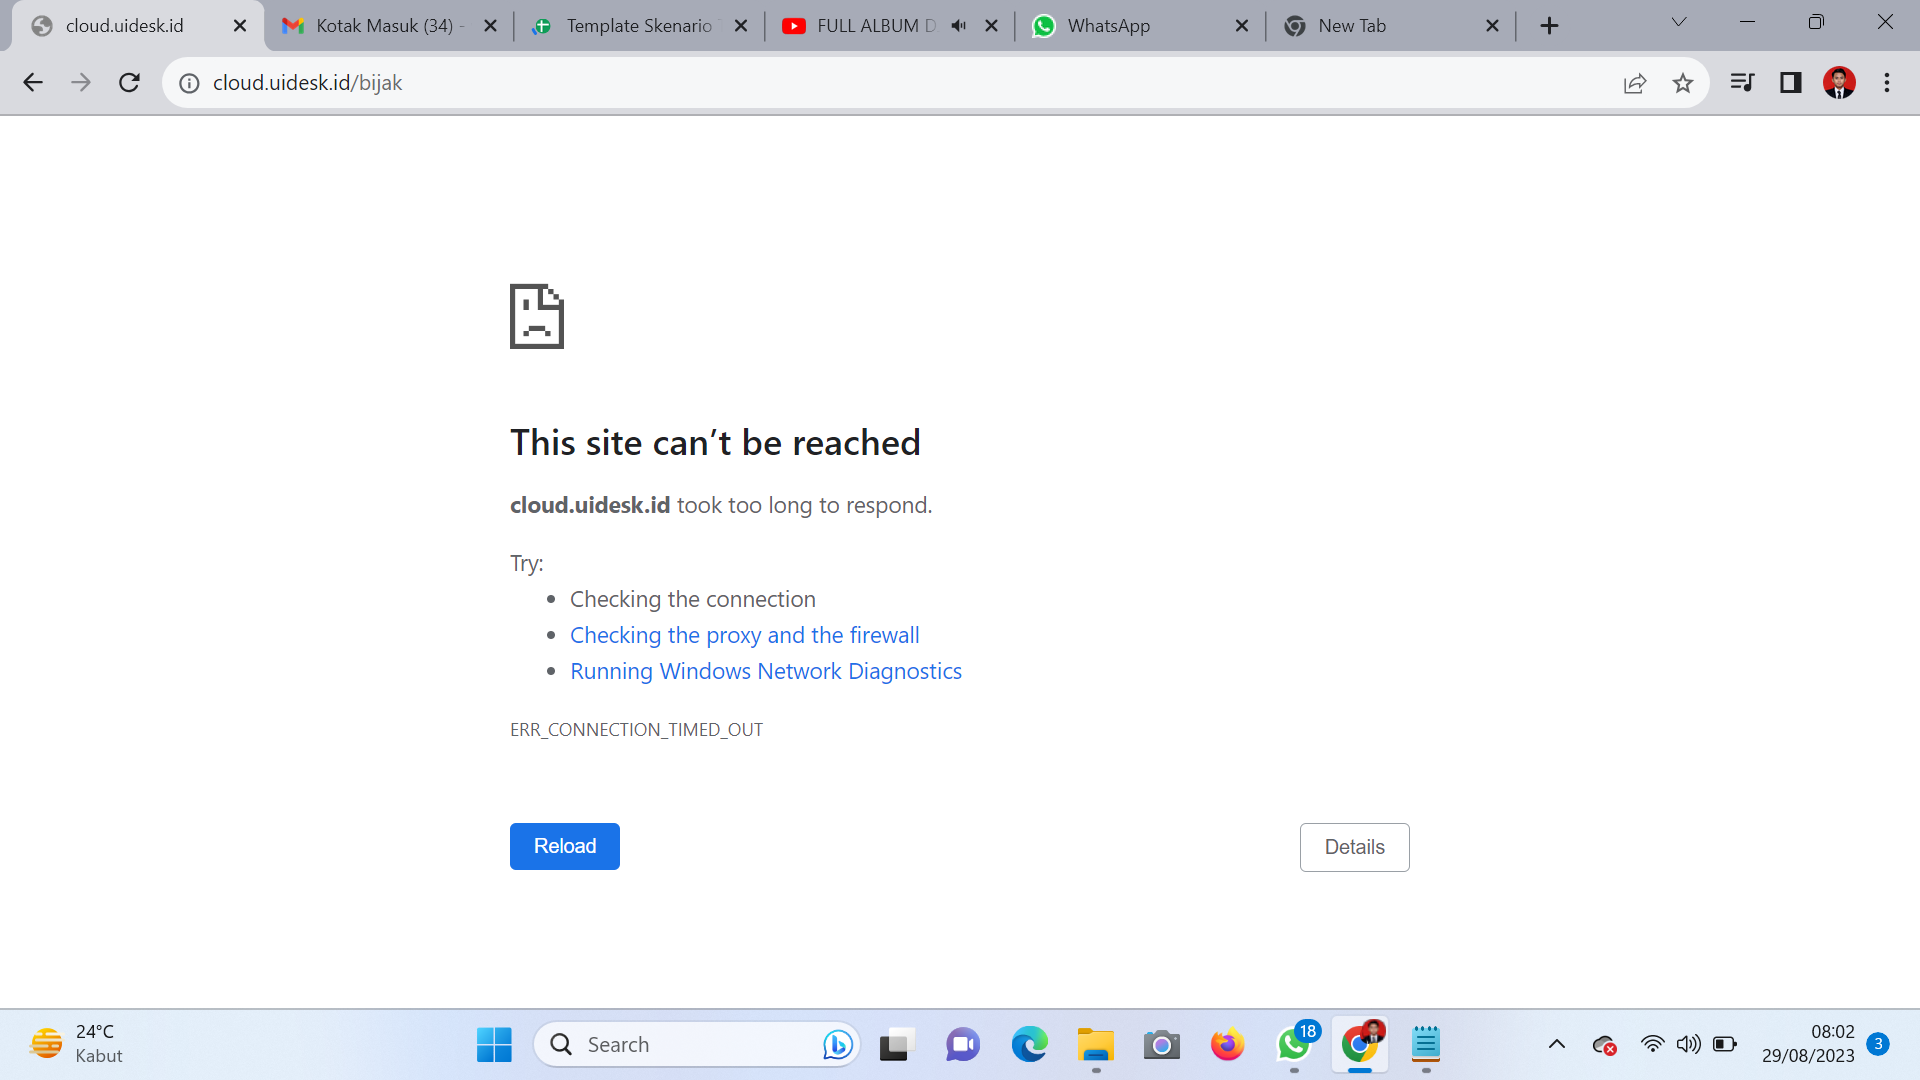 cloud.uidesk.id
Kotak Masuk (34) -
Template Skenario
FULL ALBUM D
WhatsApp
New Tab
cloud.uidesk.id/bijak
This site can’t be reached
cloud.uidesk.id took too long to respond.
Try:
Checking the connection
Checking the proxy and the firewall
Running Windows Network Diagnostics
ERR_CONNECTION_TIMED_OUT
Reload
Details
24°C
Kabut
Search
18
08:02
29/08/2023
3